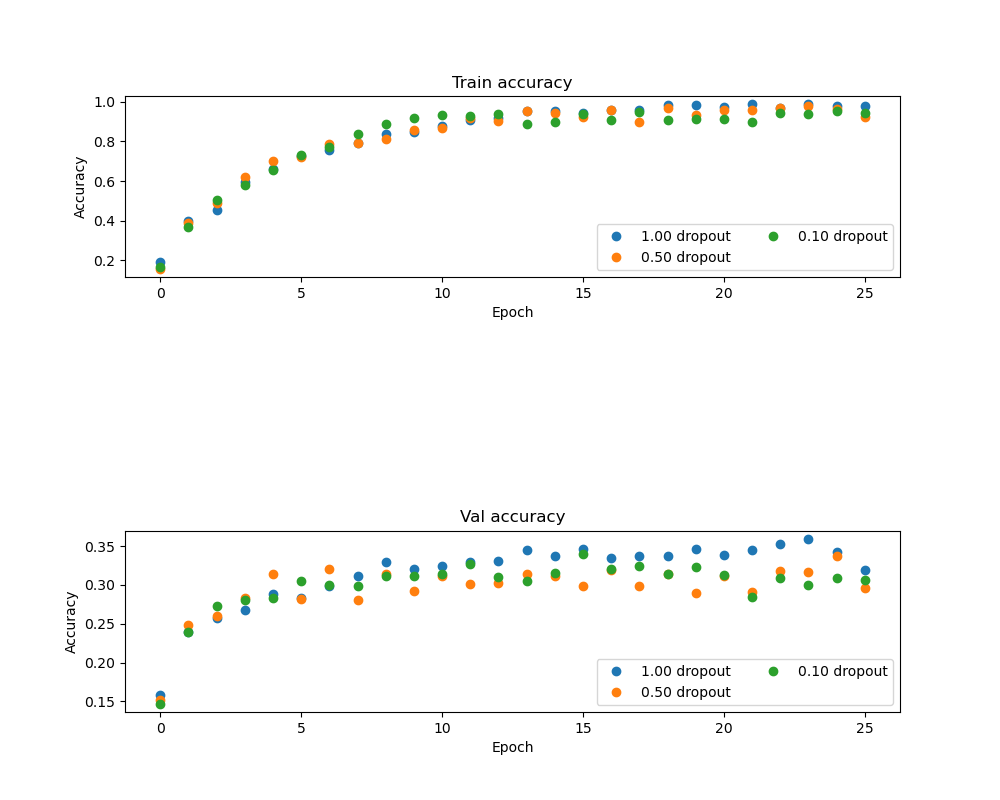 Train accuracy
1.0
0.8
0.6
0.4
0.2
Accuracy
1.00 dropout 0.10 dropout
0.50 dropout
0 5 10 15 20 25
Epoch
Val accuracy
0.35
0.30
0.25
0.20
0.15
Accuracy
1.00 dropout 0.10 dropout
0.50 dropout
0 5 10 15 20 25
Epoch